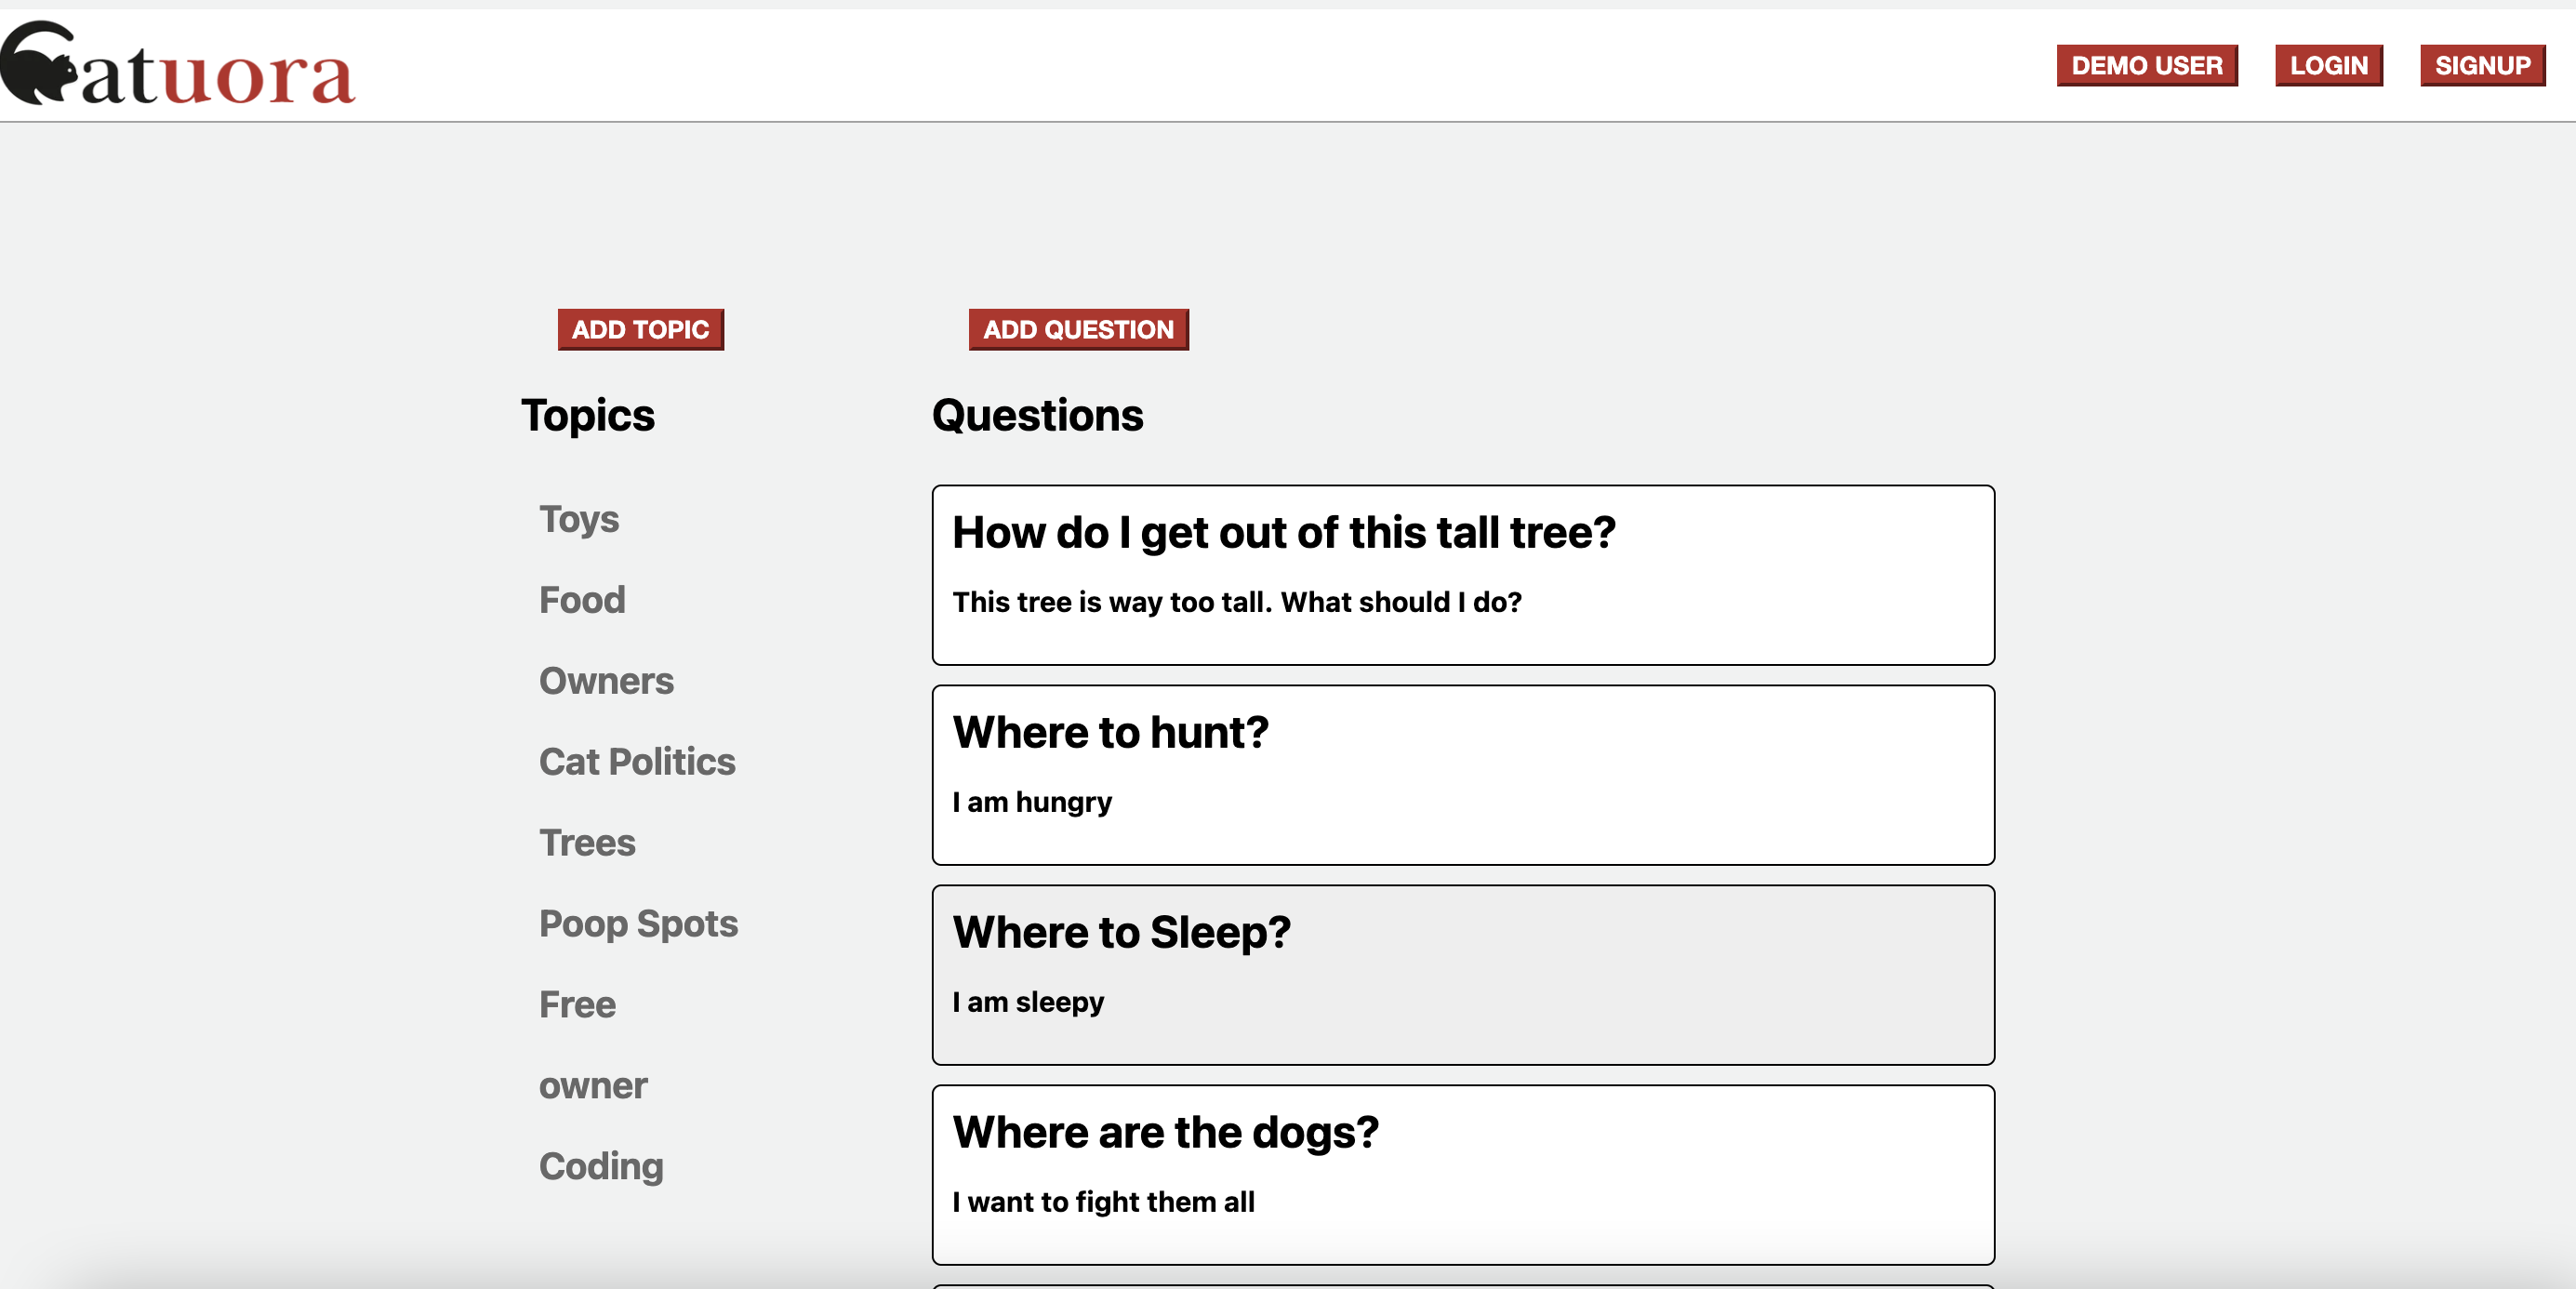 Catuora
DEMO USER
LOGIN
SIGNUP
ADD TOPIC
Topics
Toys
Food
Owners
Cat Politics
Trees
Poop Spots
Free
owner
Coding
ADD QUESTION
Questions
How do I get out of this tall tree?
This tree is way too tall. What should I do?
Where to hunt?
I am hungry
Where to Sleep?
I am sleepy
Where are the dogs?
I want to fight them all